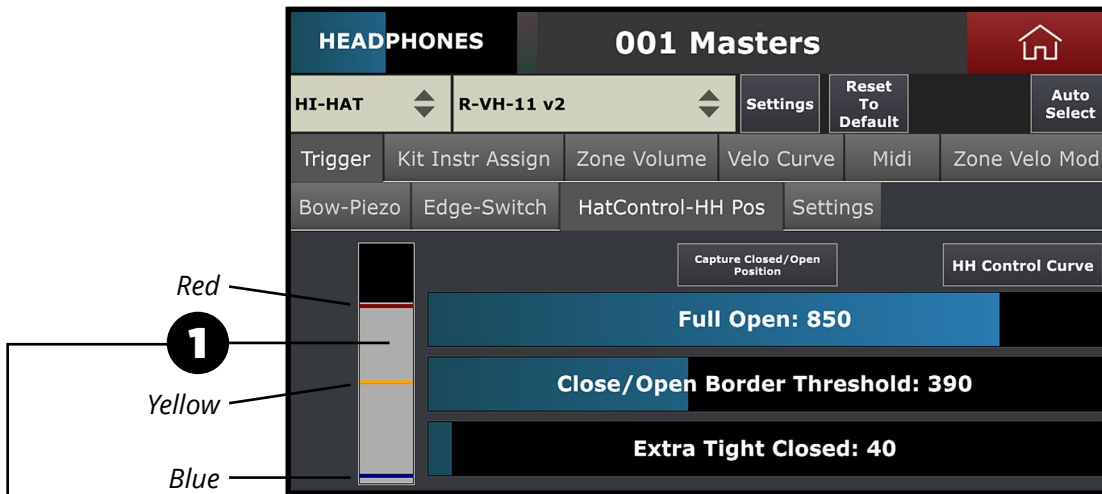 HEADPHONES 001 Masters
HI-HAT R-VH-11 v2 Settings Reset To Default Auto Select
Trigger Kit Instr Assign Zone Volume Velo Curve Midi Zone Velo Mod
Bow-Piezo Edge-Switch HatControl-HH Pos Settings
Capture Closed/Open Position HH Control Curve
Red
Full Open: 850
1
Close/Open Border Threshold: 390
Yellow
Extra Tight Closed: 40
Blue